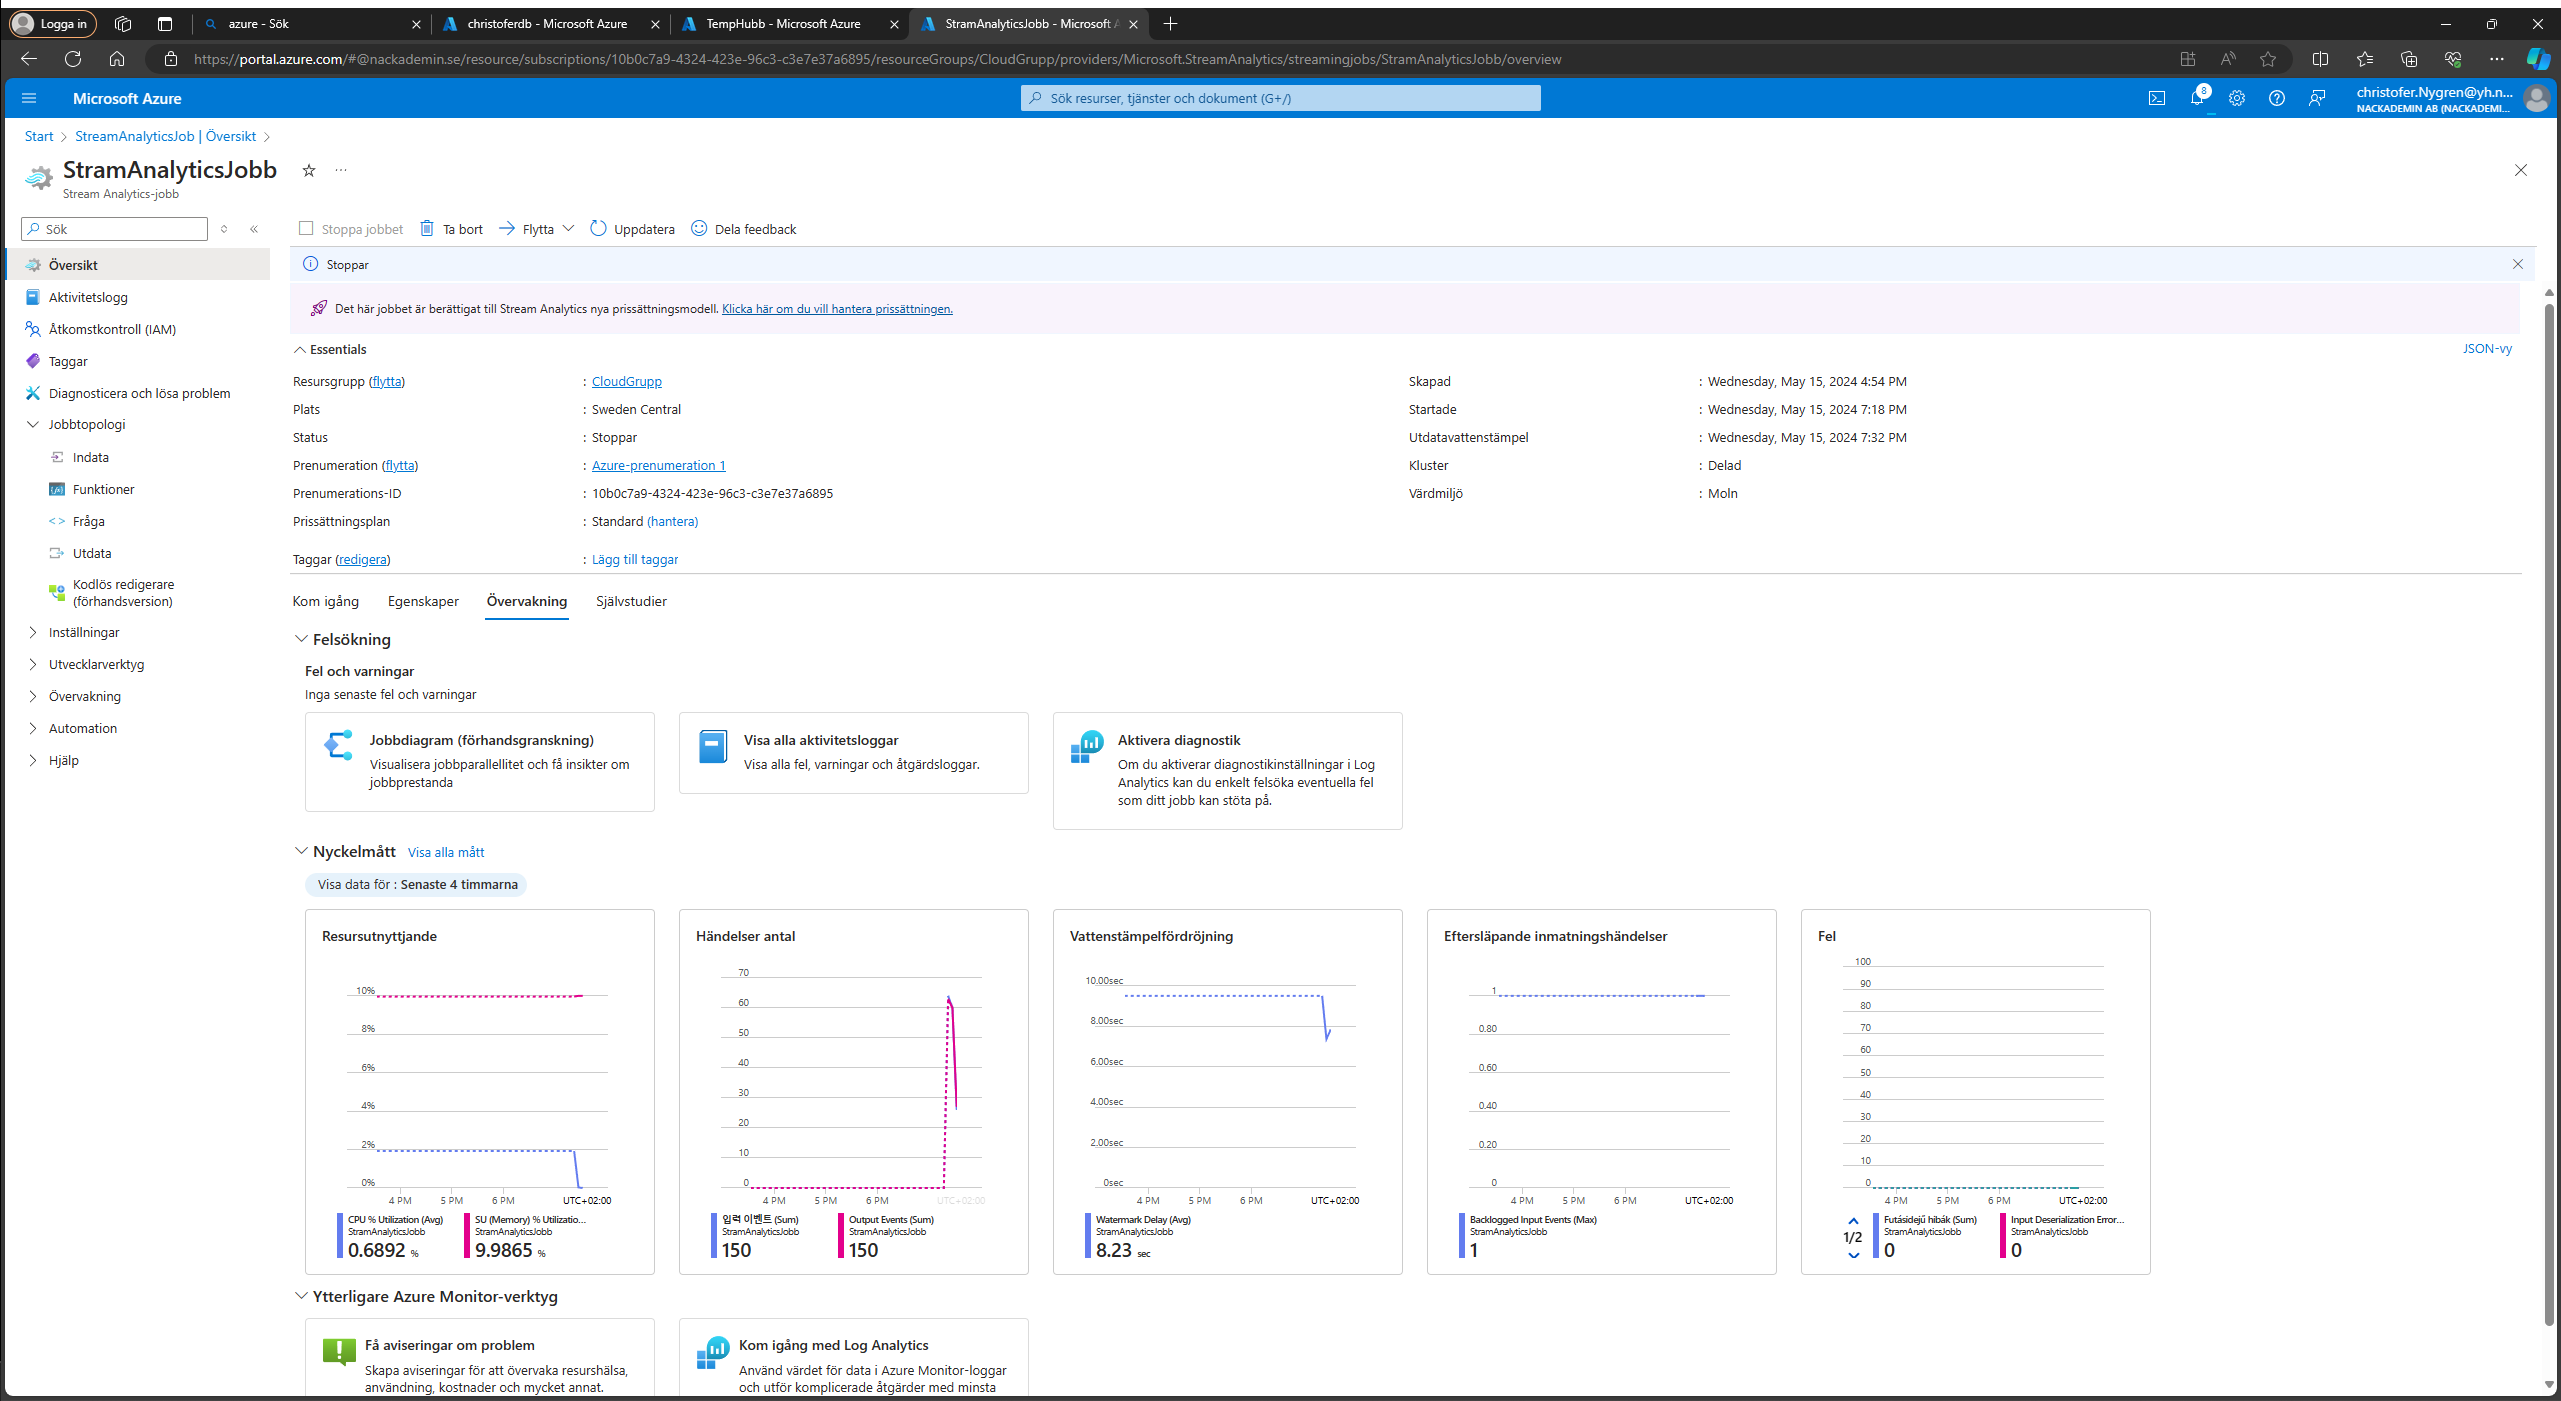 Logga in
azure - Sök
christoferdb - Microsoft Azure
TempHubb - Microsoft Azure
StramAnalyticsJobb - Microsoft A
https://portal.azure.com/#@nackademin.se/resource/subscriptions/10b0c7a9-4324-423e-96c3-c3e7e37a6895/resourceGroups/CloudGrupp/providers/Microsoft.StreamAnalytics/streamingjobs/StramAnalyticsJobb/overview
Microsoft Azure
Sök resurser, tjänster och dokument (G+/)
8
christofer.Nygren@yh.n...
NACKADEMIN AB (NACKADEMI...
Start > StreamAnalyticsJob | Översikt >
StramAnalyticsJobb
Stream Analytics-jobb
Sök
Stoppa jobbet
Ta bort
Flytta
Uppdatera
Dela feedback
Översikt
Aktivitetslogg
Åtkomstkontroll (IAM)
Taggar
Diagnosticera och lösa problem
Jobbtopologi
Indata
Funktioner
Fråga
Utdata
Kodlös redigerare
(förhandsversion)
Inställningar
Utvecklarverktyg
Övervakning
Automation
Hjälp
Stoppar
Det här jobbet är berättigat till Stream Analytics nya prissättningsmodell. Klicka här om du vill hantera prissättningen.
Essentials
JSON-vy
Resursgrupp (flytta) : CloudGrupp
Plats : Sweden Central
Status : Stoppar
Prenumeration (flytta) : Azure-prenumeration 1
Prenumerations-ID : 10b0c7a9-4324-423e-96c3-c3e7e37a6895
Prissättningsplan : Standard (hantera)
Taggar (redigera) : Lägg till taggar
Skapad : Wednesday, May 15, 2024 4:54 PM
Startade : Wednesday, May 15, 2024 7:18 PM
Utdatavattenstämpel : Wednesday, May 15, 2024 7:32 PM
Kluster : Delad
Värdmiljö : Moln
Kom igång
Egenskaper
Övervakning
Självstudier
Felsökning
Fel och varningar
Inga senaste fel och varningar
Jobbdiagram (förhandsgranskning)
Visualisera jobbparallellitet och få insikter om
jobbprestanda
Visa alla aktivitetsloggar
Visa alla fel, varningar och åtgärdsloggar.
Aktivera diagnostik
Om du aktiverar diagnostikinställningar i Log
Analytics kan du enkelt felsöka eventuella fel
som ditt jobb kan stöta på.
Nyckelmått Visa alla mått
Visa data för : Senaste 4 timmarna
Resursutnyttjande
10%
8%
6%
4%
2%
0%
4 PM 5 PM 6 PM UTC+02:00
CPU % Utilization (Avg)
StramAnalyticsJobb
0.6892 %
SU (Memory) % Utilizatio...
StramAnalyticsJobb
9.9865 %
Händelser antal
70
60
50
40
30
20
10
0
4 PM 5 PM 6 PM UTC+02:00
입력 이벤트 (Sum)
StramAnalyticsJobb
150
Output Events (Sum)
StramAnalyticsJobb
150
Vattenstämpelfördröjning
10.00sec
8.00sec
6.00sec
4.00sec
2.00sec
0sec
4 PM 5 PM 6 PM UTC+02:00
Watermark Delay (Avg)
StramAnalyticsJobb
8.23 sec
Eftersläpande inmatningshändelser
1
0.80
0.60
0.40
0.20
0
4 PM 5 PM 6 PM UTC+02:00
Backlogged Input Events (Max)
StramAnalyticsJobb
1
Fel
100
90
80
70
60
50
40
30
20
10
0
4 PM 5 PM 6 PM UTC+02:00
1/2
Futásidejű hibák (Sum)
StramAnalyticsJobb
0
Input Deserialization Error...
StramAnalyticsJobb
0
Ytterligare Azure Monitor-verktyg
Få aviseringar om problem
Skapa aviseringar för att övervaka resurshälsa,
användning, kostnader och mycket annat.
Kom igång med Log Analytics
Använd värdet för data i Azure Monitor-loggar
och utför komplicerade åtgärder med minsta